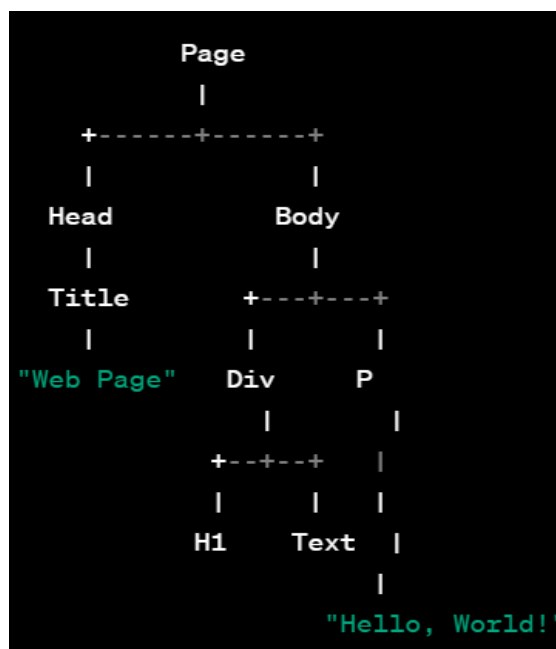 Page
|
+------+------+
| |
Head Body
| |
Title +---+---+
| | |
"Web Page" Div P
| |
+--+--+ |
| | |
H1 Text |
|
"Hello, World!"